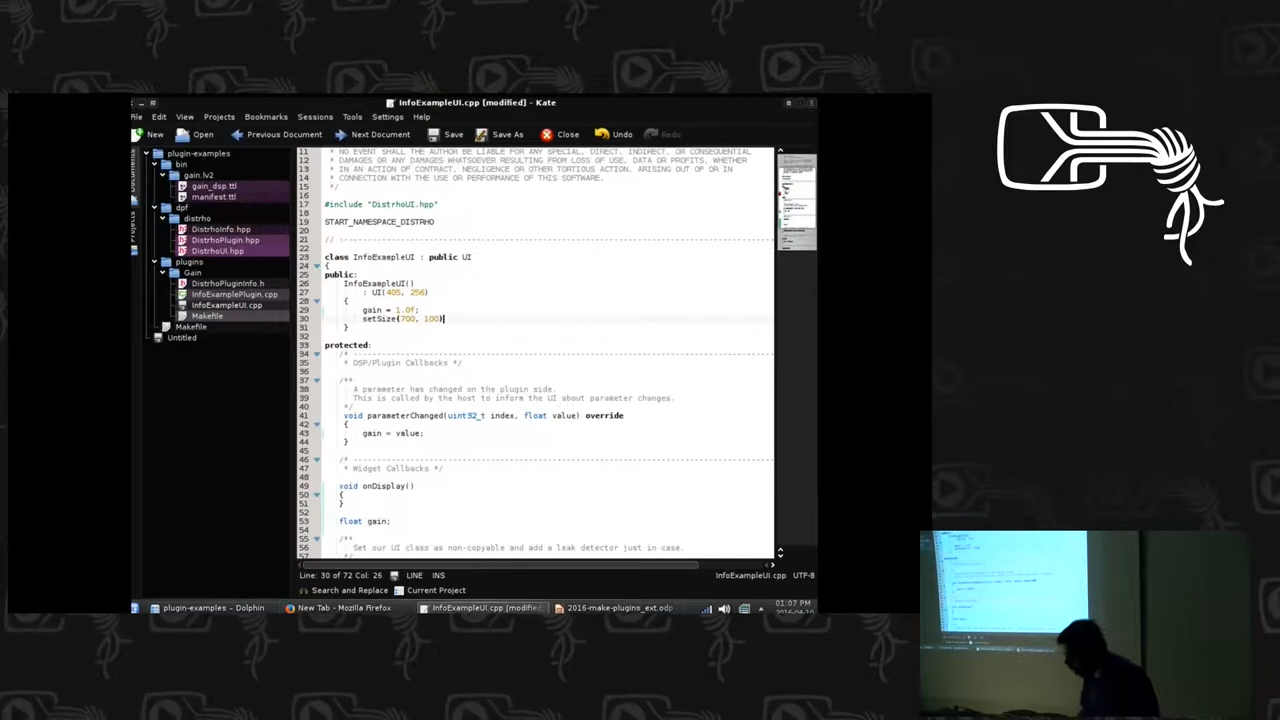 InfoExampleUI.cpp [modified] - Kate
File Edit View Projects Bookmarks Sessions Tools Settings Help
New Open Previous Document Next Document Save Save As Close Undo Redo
Documents
Projects
plugin-examples
bin
gain.lv2
gain_dsp.ttl
manifest.ttl
dpf
distrho
DistrhoInfo.hpp
DistrhoPlugin.hpp
DistrhoUI.hpp
plugins
Gain
DistrhoPluginInfo.h
InfoExamplePlugin.cpp
InfoExampleUI.cpp
Makefile
Makefile
Untitled
11 * NO EVENT SHALL THE AUTHOR BE LIABLE FOR ANY SPECIAL, DIRECT, INDIRECT, OR CONSEQUENTIAL
12 * DAMAGES OR ANY DAMAGES WHATSOEVER RESULTING FROM LOSS OF USE, DATA OR PROFITS, WHETHER
13 * IN AN ACTION OF CONTRACT, NEGLIGENCE OR OTHER TORTIOUS ACTION, ARISING OUT OF OR IN
14 * CONNECTION WITH THE USE OR PERFORMANCE OF THIS SOFTWARE.
15 */
16
17 #include "DistrhoUI.hpp"
18
19 START_NAMESPACE_DISTRHO
20
21 // -----------------------------------------------------------------------
22
23 class InfoExampleUI : public UI
24 {
25 public:
26 InfoExampleUI()
27 : UI(405, 256)
28 {
29 gain = 1.0f;
30 setSize(700, 100)
31 }
32
33 protected:
34 /* -----------------------------------------------------------------------
35 * DSP/Plugin Callbacks */
36
37 /**
38 A parameter has changed on the plugin side.
39 This is called by the host to inform the UI about parameter changes.
40 */
41 void parameterChanged(uint32_t index, float value) override
42 {
43 gain = value;
44 }
45
46 /* -----------------------------------------------------------------------
47 * Widget Callbacks */
48
49 void onDisplay()
50 {
51 }
52
53 float gain;
54
55 /**
56 Set our UI class as non-copyable and add a leak detector just in case.
57 */
Line: 30 of 72 Col: 26 LINE INS InfoExampleUI.cpp UTF-8
Search and Replace Current Project
plugin-examples — Dolphin New Tab - Mozilla Firefox InfoExampleUI.cpp [modified] 2016-make-plugins_ext.odp 01:07 PM
2016-04-10